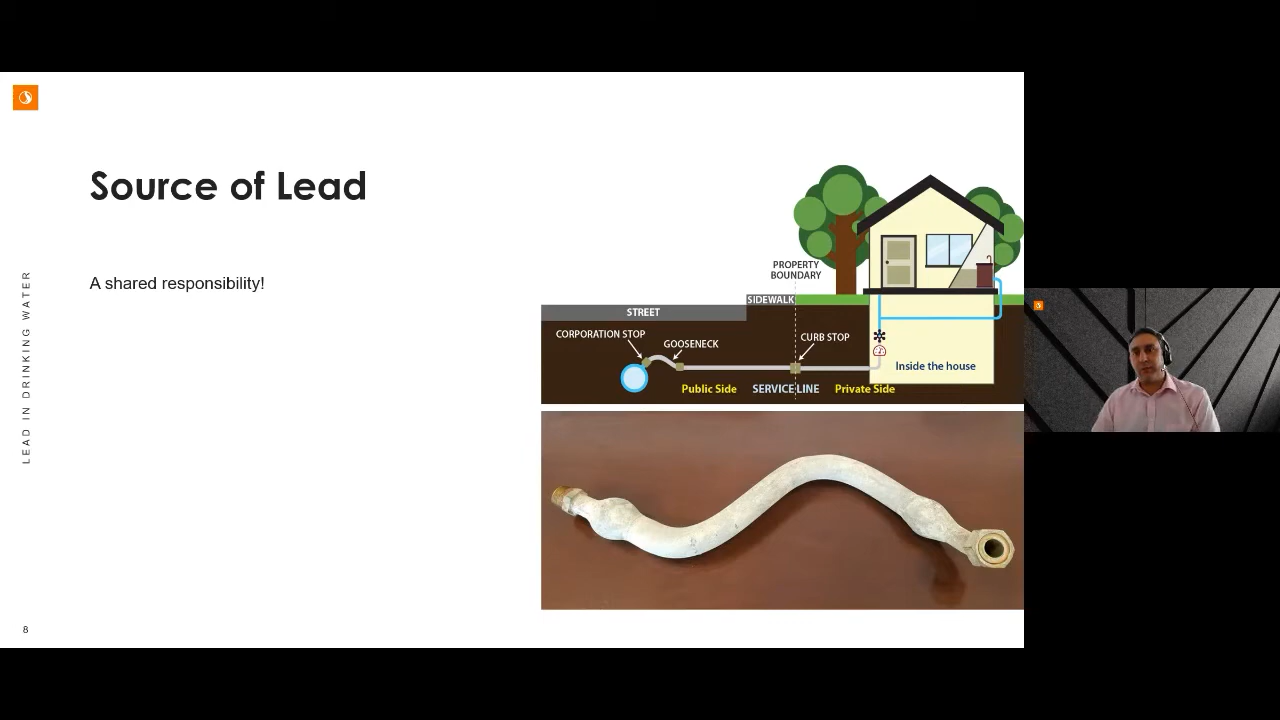 Source of Lead
A shared responsibility!
LEAD IN DRINKING WATER
8
PROPERTY
BOUNDARY
SIDEWALK
STREET
CORPORATION STOP
GOOSENECK
CURB STOP
Inside the house
Public Side
SERVICE LINE
Private Side